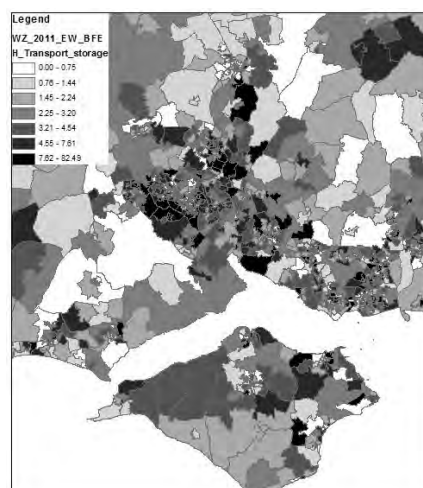 Legend
WZ_2011_EW_BFE
H_Transport_storage
0.00 - 0.75
0.76 - 1.44
1.45 - 2.24
2.25 - 3.20
3.21 - 4.54
4.55 - 7.61
7.62 - 82.49